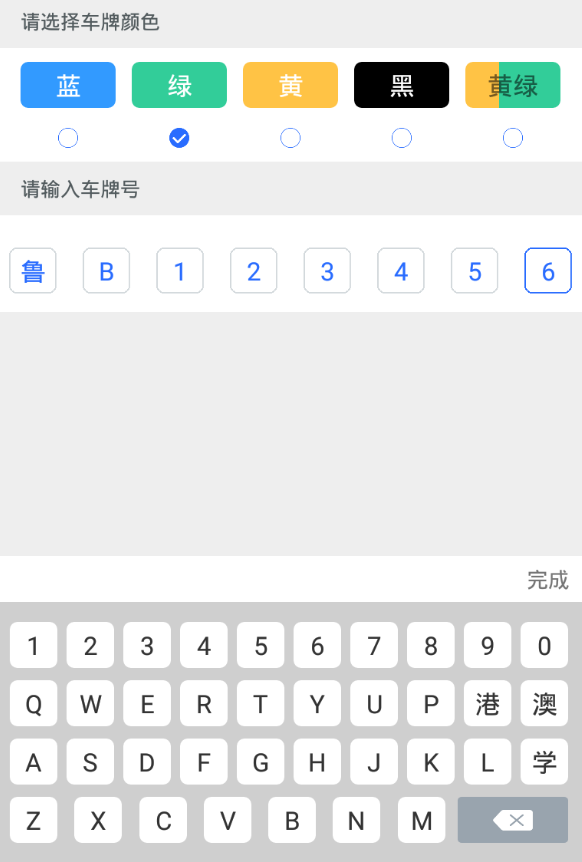 请选择车牌颜色
蓝 绿 黄 黑 黄绿
请输入车牌号
鲁 B 1 2 3 4 5 6
完成
1 2 3 4 5 6 7 8 9 0
Q W E R T Y U P 港 澳
A S D F G H J K L 学
Z X C V B N M